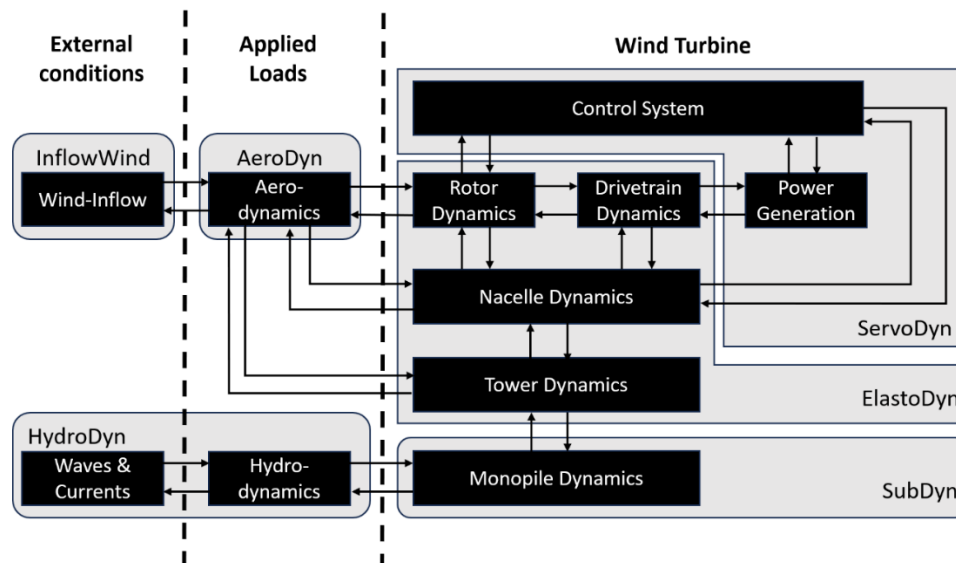 External
conditions
Applied
Loads
Wind Turbine
Control System
InflowWind
Wind-Inflow
AeroDyn
Aero-
dynamics
Rotor
Dynamics
Drivetrain
Dynamics
Power
Generation
Nacelle Dynamics
ServoDyn
Tower Dynamics
ElastoDyn
HydroDyn
Waves &
Currents
Hydro-
dynamics
Monopile Dynamics
SubDyn